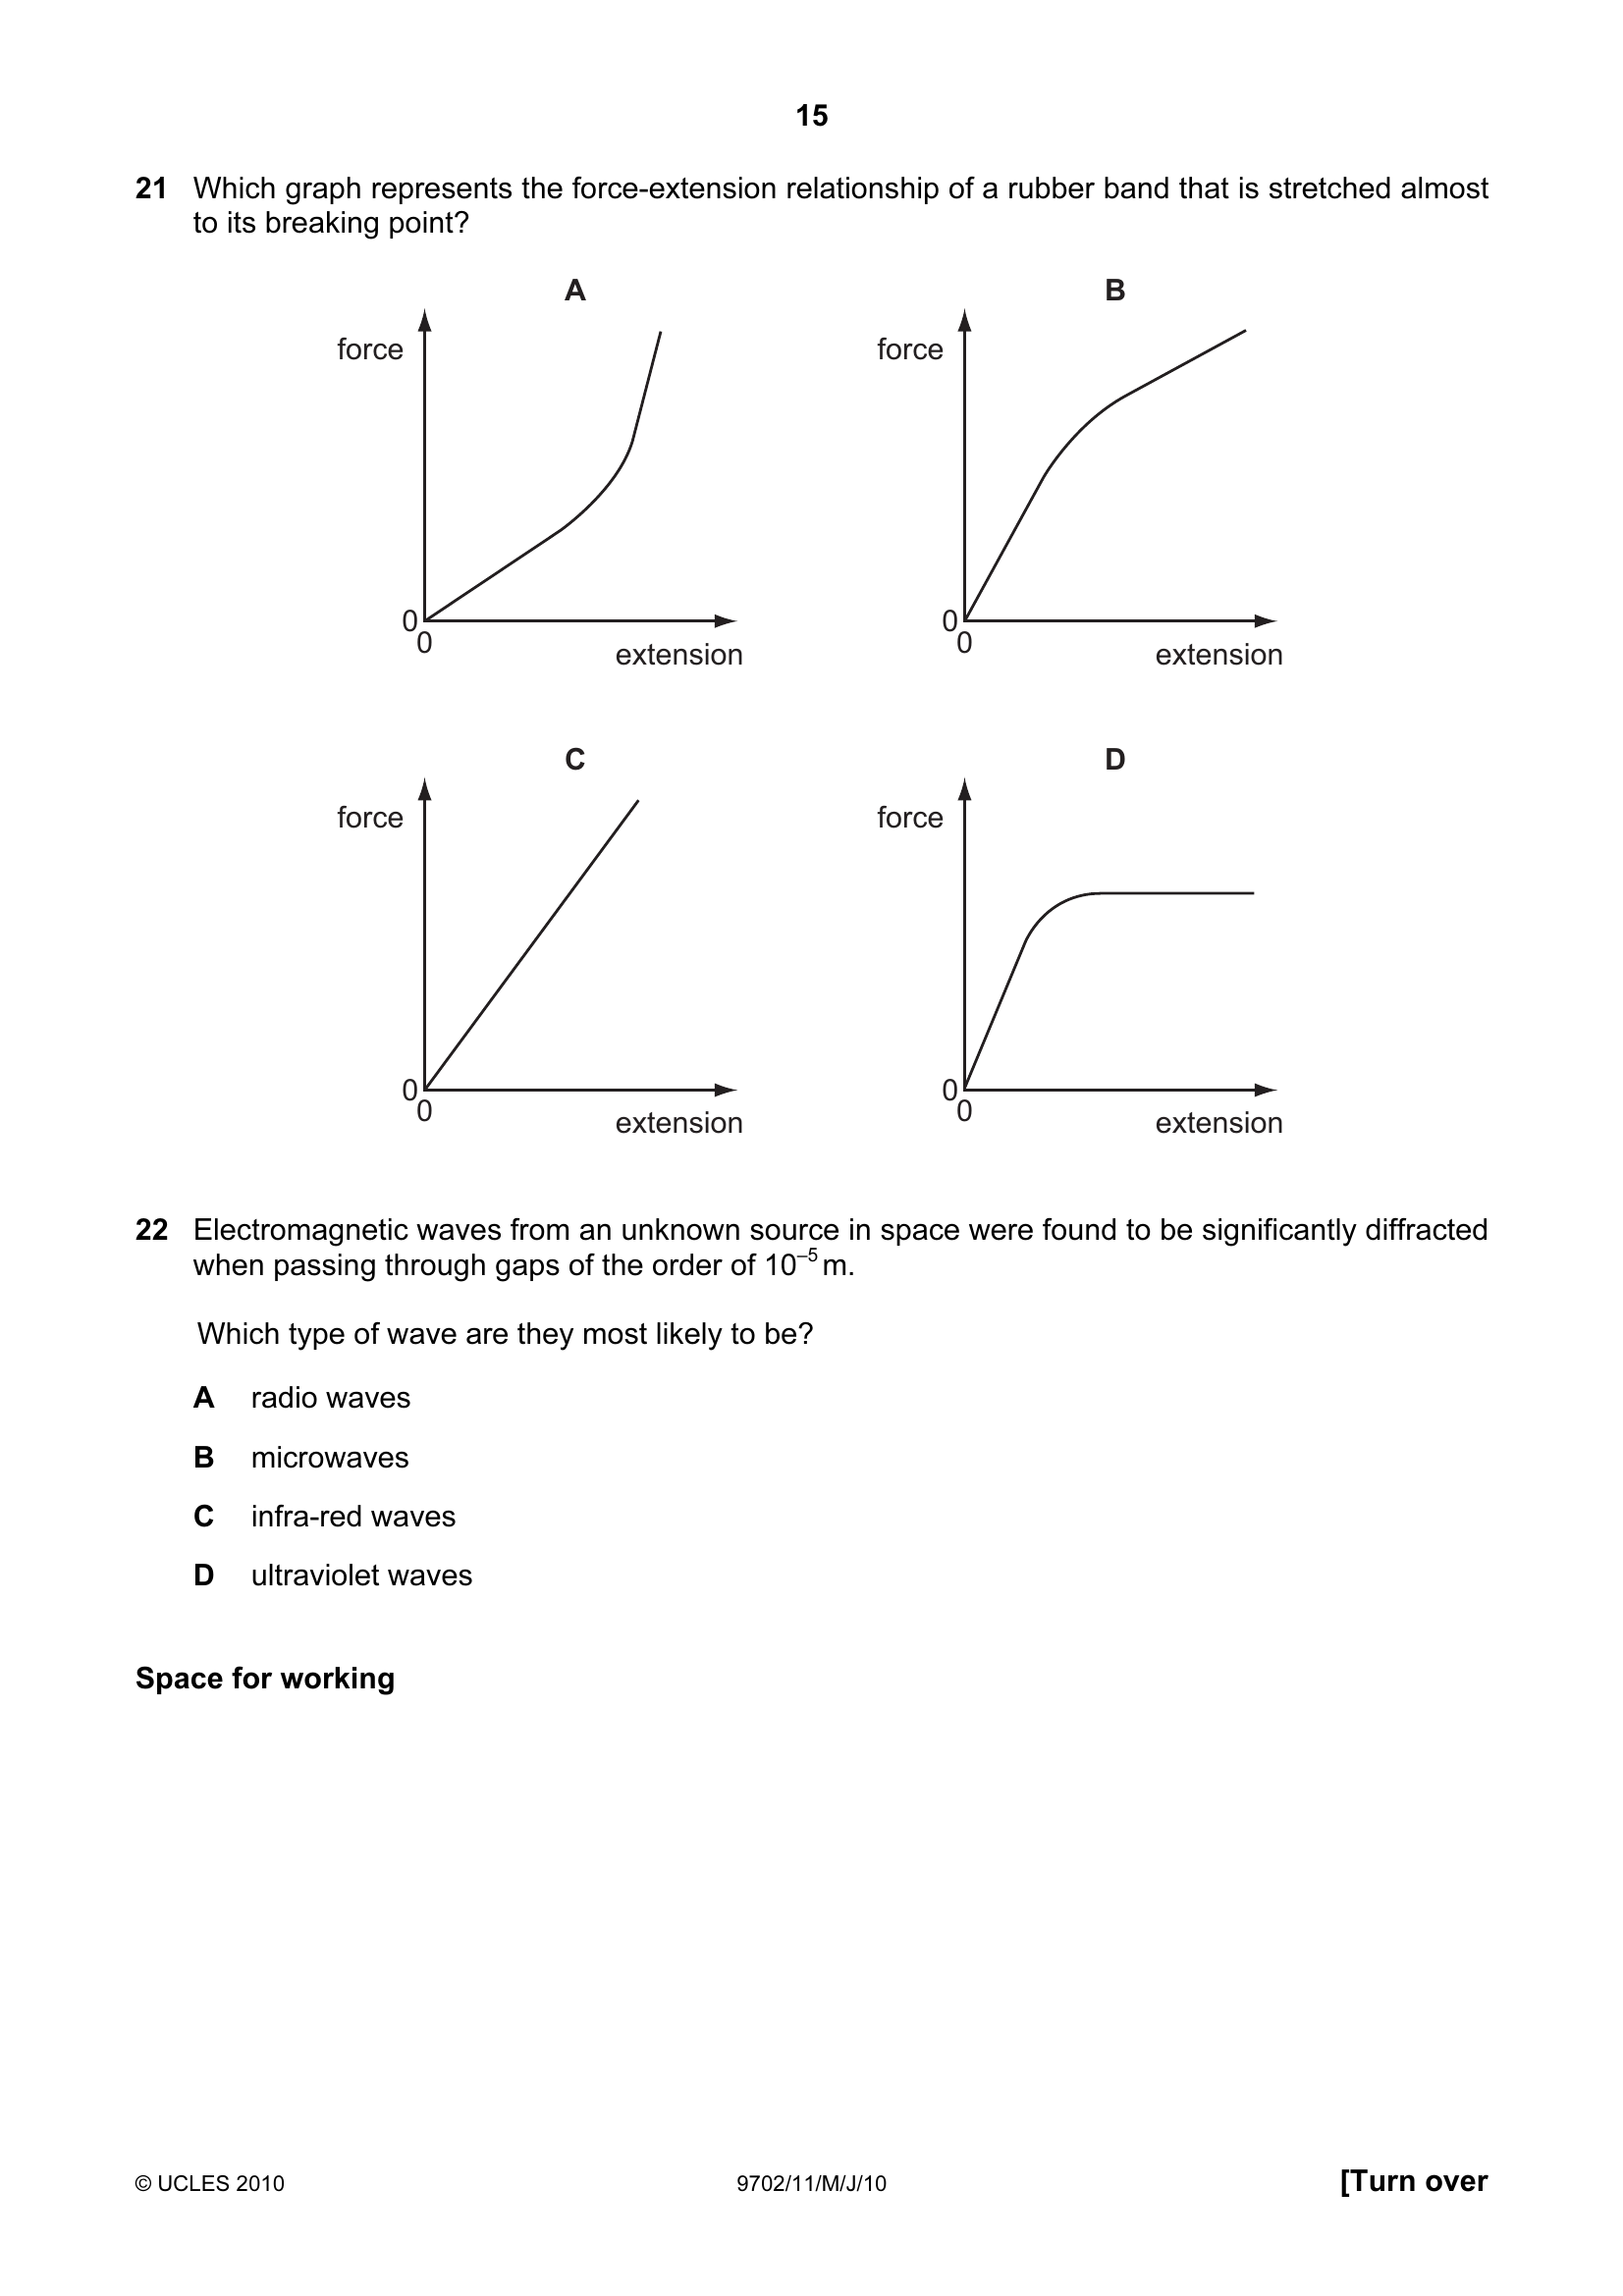 15
21 Which graph represents the force-extension relationship of a rubber band that is stretched almost
to its breaking point?
A B
force force
0 0
0 0
extension extension
C D
force force
0 0
0 0
extension extension
22 Electromagnetic waves from an unknown source in space were found to be significantly diffracted
when passing through gaps of the order of 10⁻⁵ m.
Which type of wave are they most likely to be?
A radio waves
B microwaves
C infra-red waves
D ultraviolet waves
Space for working
© UCLES 2010 9702/11/M/J/10 [Turn over